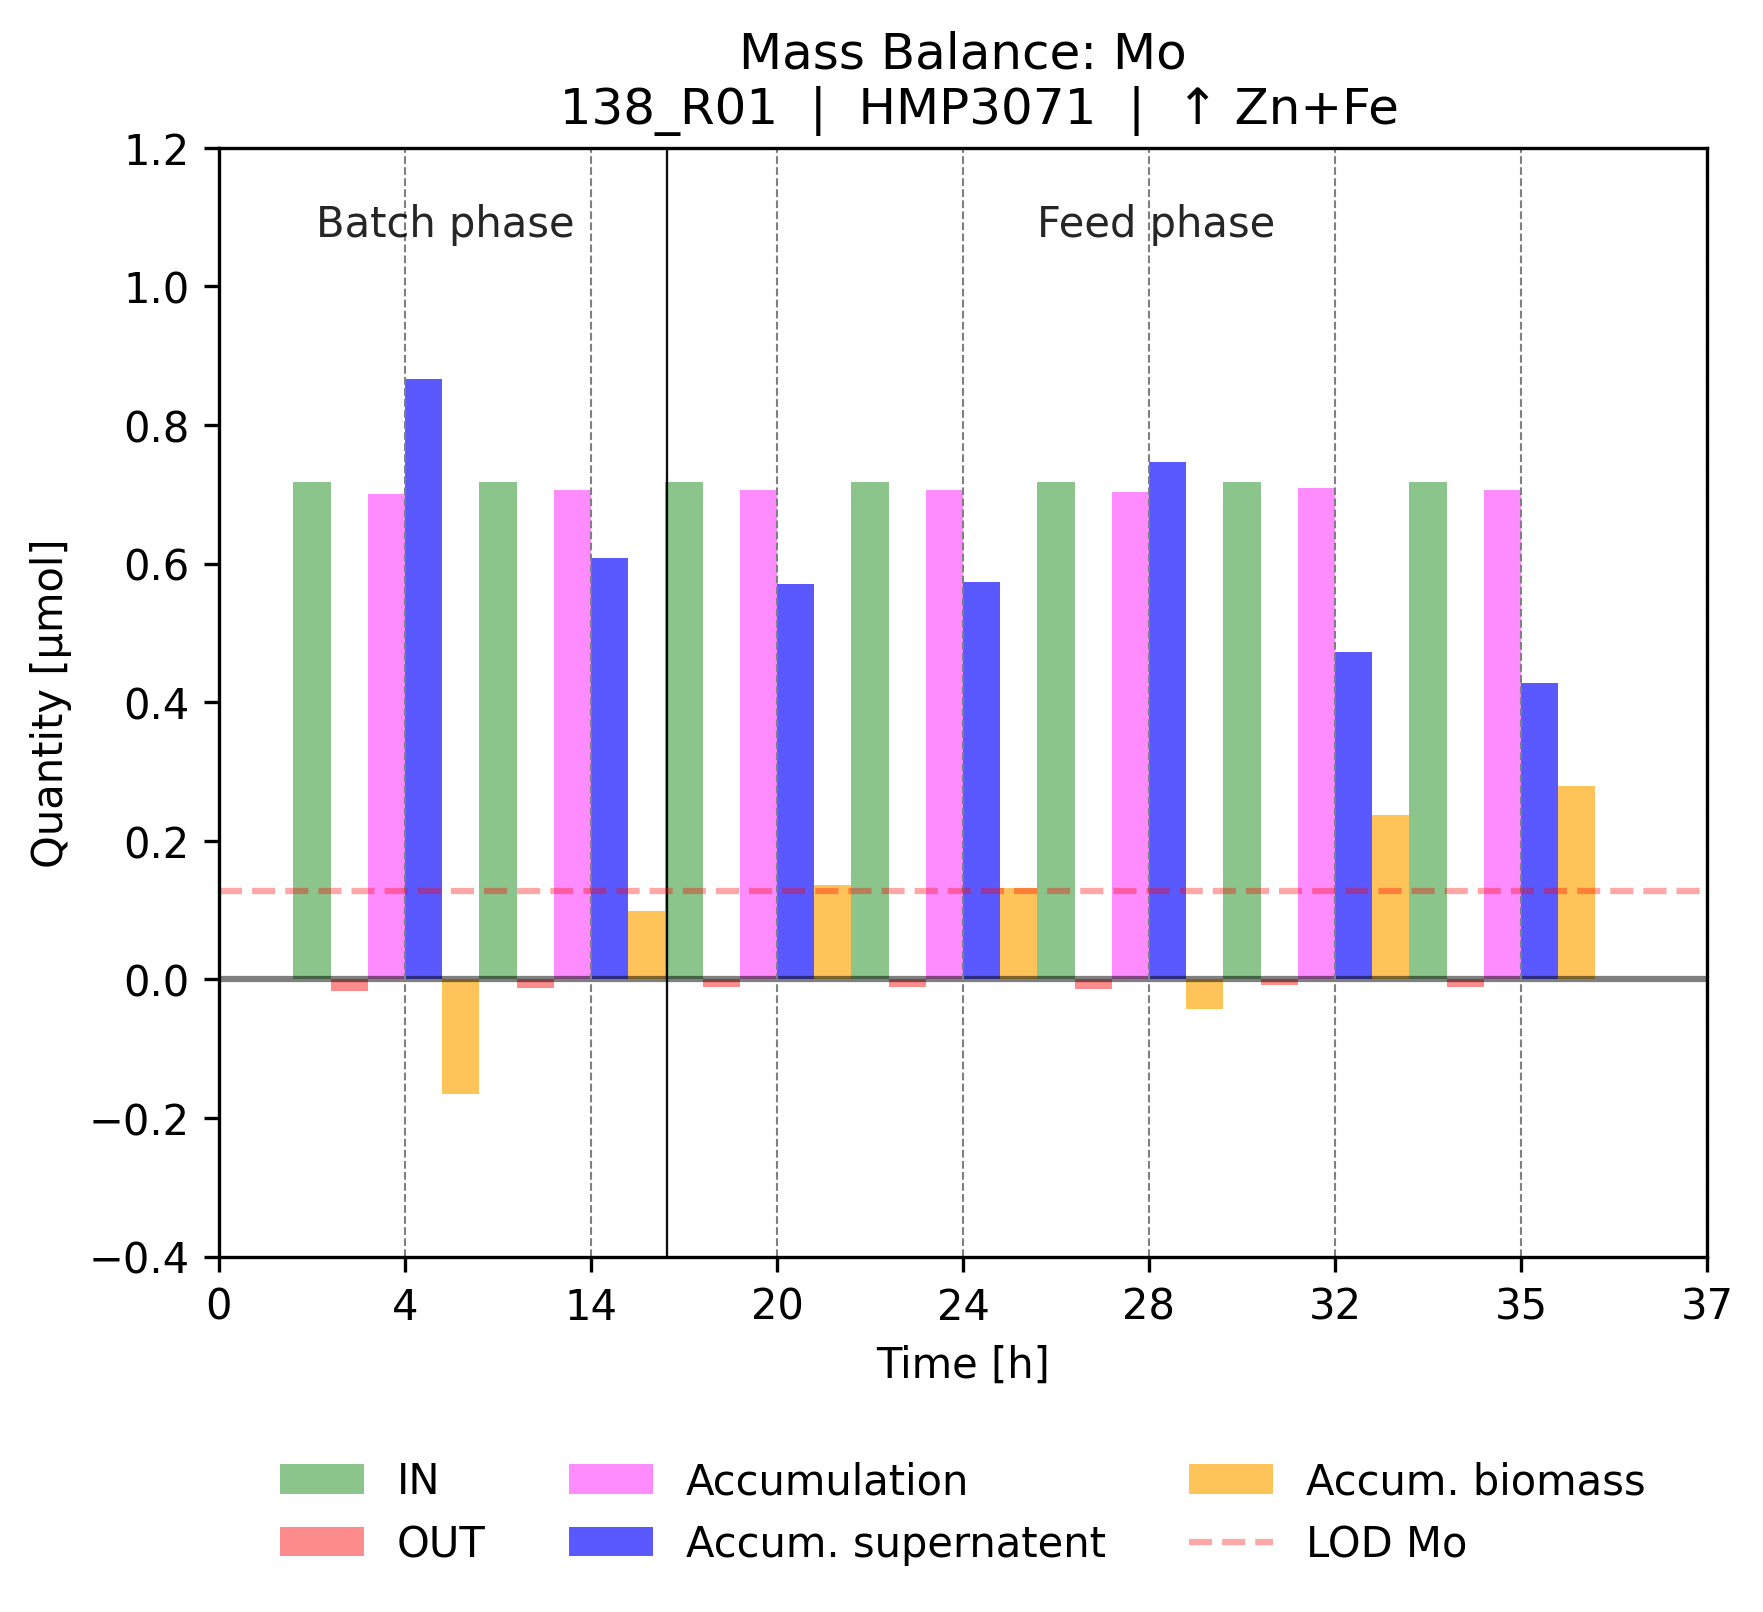 Mass Balance: Mo
138_R01 | HMP3071 | ↑ Zn+Fe
Batch phase
Feed phase
1.2
1.0
0.8
0.6
0.4
0.2
0.0
−0.2
−0.4
Quantity [µmol]
0 4 14 20 24 28 32 35 37
Time [h]
IN
OUT
Accumulation
Accum. supernatent
Accum. biomass
LOD Mo